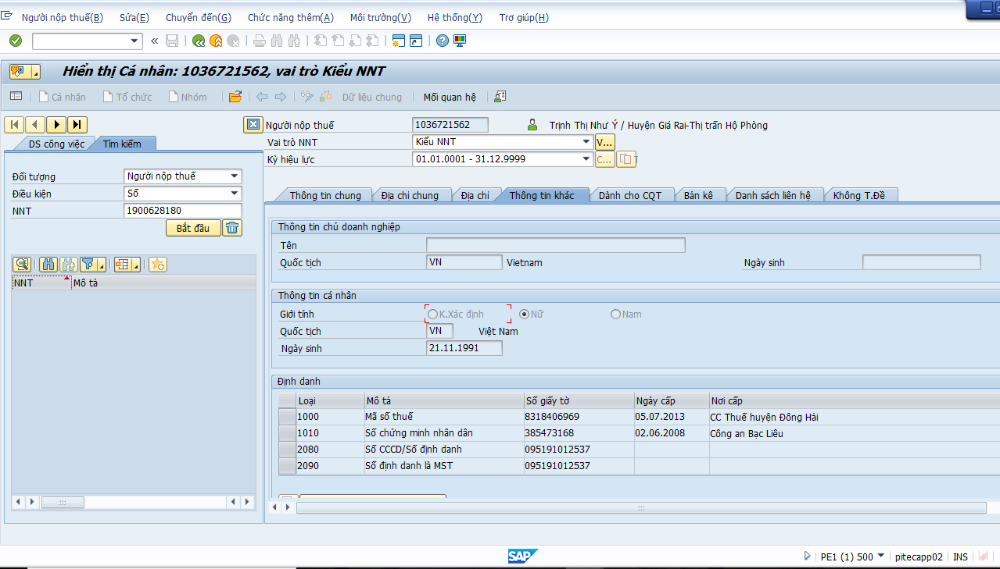 Người nộp thuế(B) Sửa(E) Chuyển đến(G) Chức năng thêm(A) Môi trường(V) Hệ thống(Y) Trợ giúp(H)
Hiển thị Cá nhân: 1036721562, vai trò Kiểu NNT
Cá nhân Tổ chức Nhóm Dữ liệu chung Mối quan hệ
Người nộp thuế 1036721562 Trịnh Thị Như Ý / Huyện Giá Rai-Thị trấn Hộ Phòng
Vai trò NNT Kiểu NNT V...
Kỳ hiệu lực 01.01.0001 - 31.12.9999 C...
DS công việc Tìm kiếm
Đối tượng Người nộp thuế
Điều kiện Số
NNT 1900628180
Bắt đầu
NNT Mô tả
Thông tin chung Địa chỉ chung Địa chỉ Thông tin khác Dành cho CQT Bản kê Danh sách liên hệ Không T.Đề
Thông tin chủ doanh nghiệp
Tên
Quốc tịch VN Vietnam Ngày sinh
Thông tin cá nhân
Giới tính K.Xác định Nữ Nam
Quốc tịch VN Việt Nam
Ngày sinh 21.11.1991
Định danh
Loại Mô tả Số giấy tờ Ngày cấp Nơi cấp
1000 Mã số thuế 8318406969 05.07.2013 CC Thuế huyện Đông Hải
1010 Số chứng minh nhân dân 385473168 02.06.2008 Công an Bạc Liêu
2080 Số CCCD/Số định danh 095191012537
2090 Số định danh là MST 095191012537
SAP PE1 (1) 500 pitecapp02 INS